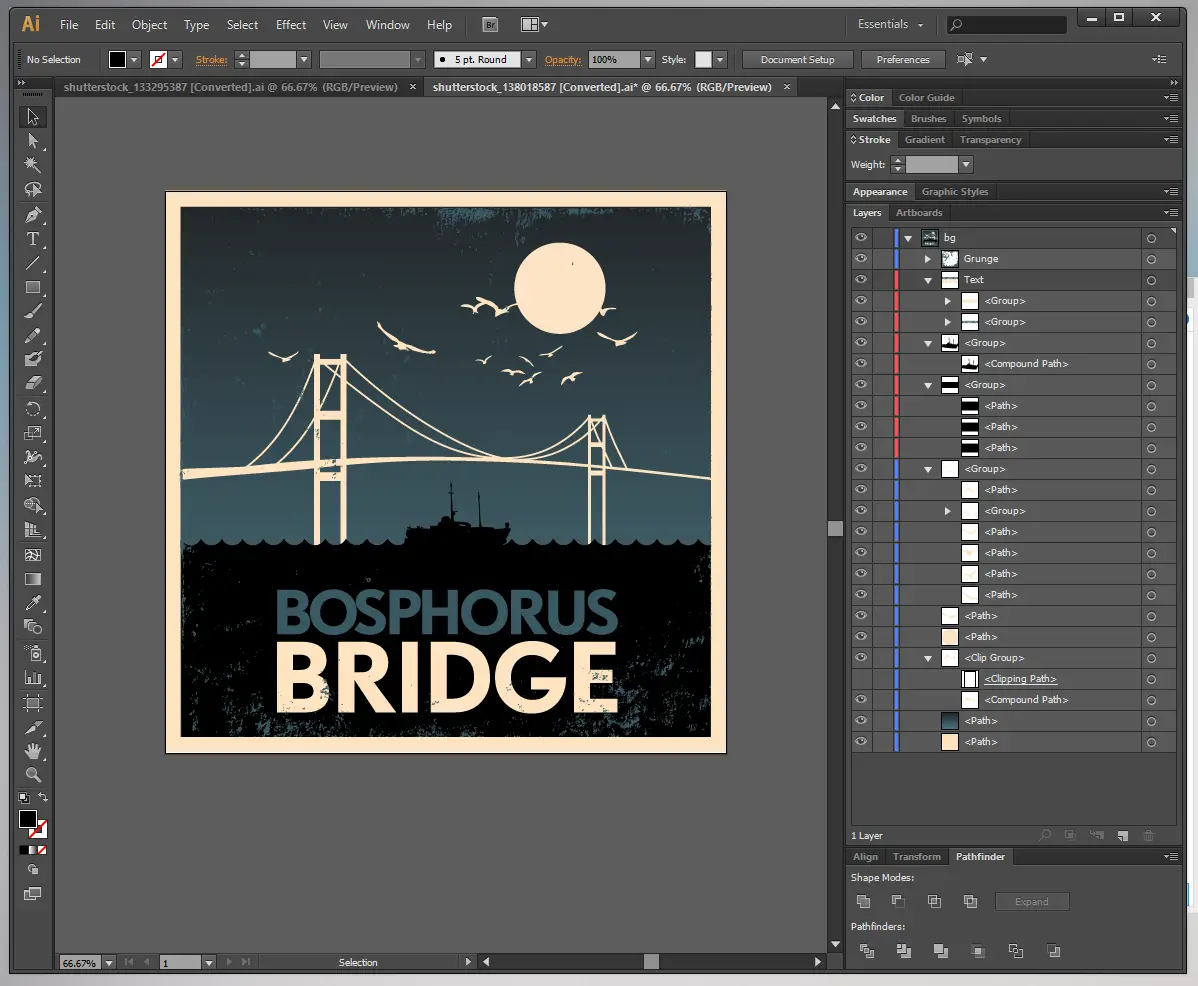 Ai File Edit Object Type Select Effect View Window Help Br Essentials
No Selection Stroke: 5 pt. Round Opacity: 100% Style: Document Setup Preferences
shutterstock_133295387 [Converted].ai @ 66.67% (RGB/Preview) × shutterstock_138018587 [Converted].ai* @ 66.67% (RGB/Preview) ×
BOSPHORUS
BRIDGE
66.67% 1 Selection
Color Color Guide
Swatches Brushes Symbols
Stroke Gradient Transparency
Weight:
Appearance Graphic Styles
Layers Artboards
bg
Grunge
Text
<Group>
<Group>
<Group>
<Compound Path>
<Group>
<Path>
<Path>
<Path>
<Group>
<Path>
<Group>
<Path>
<Path>
<Path>
<Path>
<Path>
<Path>
<Clip Group>
<Clipping Path>
<Compound Path>
<Path>
<Path>
1 Layer
Align Transform Pathfinder
Shape Modes:
Expand
Pathfinders: